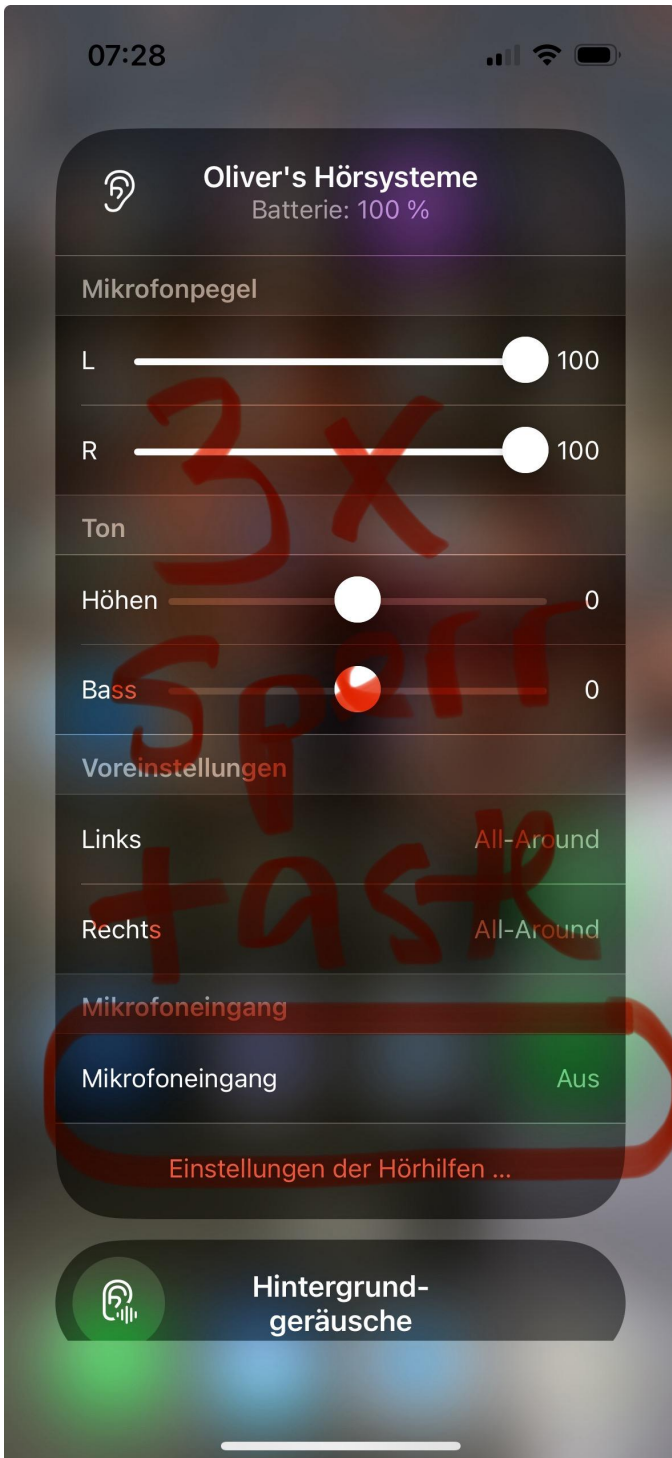 07:28
Oliver's Hörsysteme
Batterie: 100 %
Mikrofonpegel
L 100
R 100
3x
Ton
Höhen 0
Bass 0
sperr
Voreinstellungen
Links All-Around
task
Rechts All-Around
Mikrofoneingang
Mikrofoneingang Aus
Einstellungen der Hörhilfen ...
Hintergrund-
geräusche